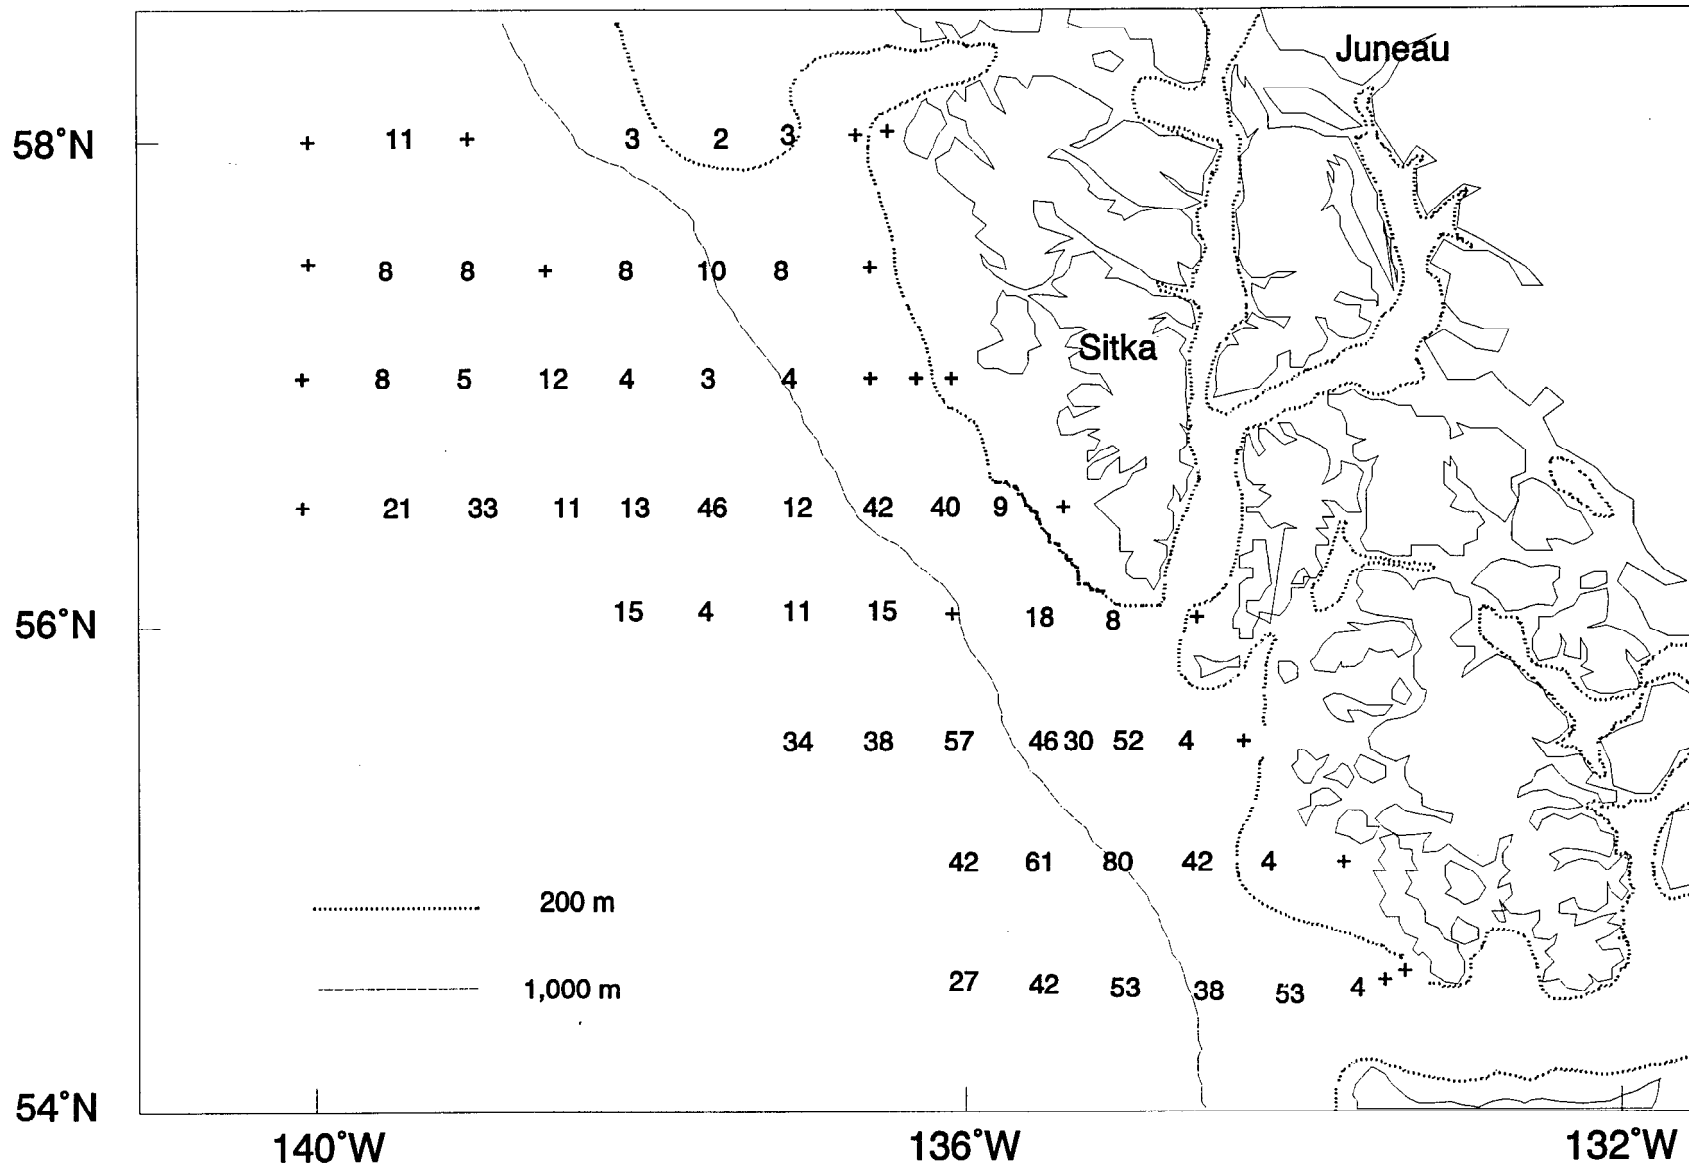 Juneau
58°N
+ 11 + 3 2 3 + +
+ 8 8 + 8 10 8 +
Sitka
+ 8 5 12 4 3 4 + + +
+ 21 33 11 13 46 12 42 40 9 +
56°N
15 4 11 15 + 18 8 +
34 38 57 46 30 52 4 +
42 61 80 42 4 +
200 m
27 42 53 38 53 4 + +
1,000 m
54°N
140°W 136°W 132°W